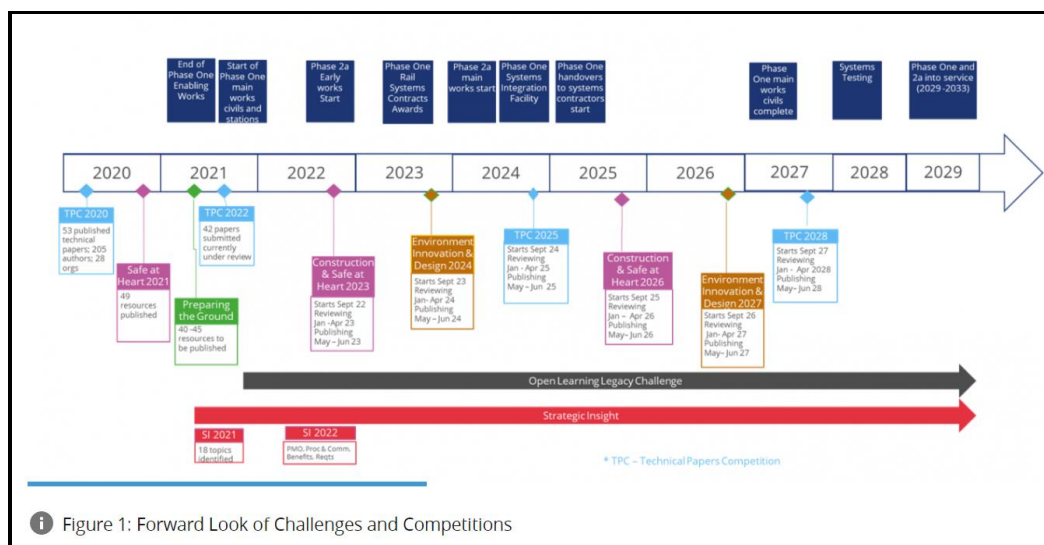 End of
Phase One
Enabling
Works
Start of
Phase One
main
works
civils and
stations
Phase 2a
Early
works
Start
Phase One
Rail
Systems
Contracts
Awards
Phase 2a
main
works start
Phase One
Systems
Integration
Facility
Phase One
handovers
to systems
contractors
start
Phase
One main
works
civils
complete
Systems
Testing
Phase One and
2a into service
(2029 -2033)
2020
2021
2022
2023
2024
2025
2026
2027
2028
2029
TPC 2020
53 published
technical
papers; 205
authors; 28
orgs
Safe at
Heart 2021
49
resources
published
Preparing
the Ground
40 -45
resources to
be published
TPC 2022
42 papers
submitted
currently
under review
Construction
& Safe at
Heart 2023
Starts Sept 22
Reviewing
Jan -Apr 23
Publishing
May – Jun 23
Environment
Innovation &
Design 2024
Starts Sept 23
Reviewing
Jan- Apr 24
Publishing
May – Jun 24
TPC 2025
Starts Sept 24
Reviewing
Jan - Apr 25
Publishing
May – Jun 25
Construction
& Safe at
Heart 2026
Starts Sept 25
Reviewing
Jan – Apr 26
Publishing
May – Jun 26
Environment
Innovation &
Design 2027
Starts Sept 26
Reviewing
Jan- Apr 27
Publishing
May– Jun 27
TPC 2028
Starts Sept 27
Reviewing
Jan - Apr 2028
Publishing
May– Jun 28
Open Learning Legacy Challenge
Strategic Insight
SI 2021
18 topics
identified
SI 2022
PMO, Proc & Comm,
Benefits, Reqts
* TPC – Technical Papers Competition
i Figure 1: Forward Look of Challenges and Competitions